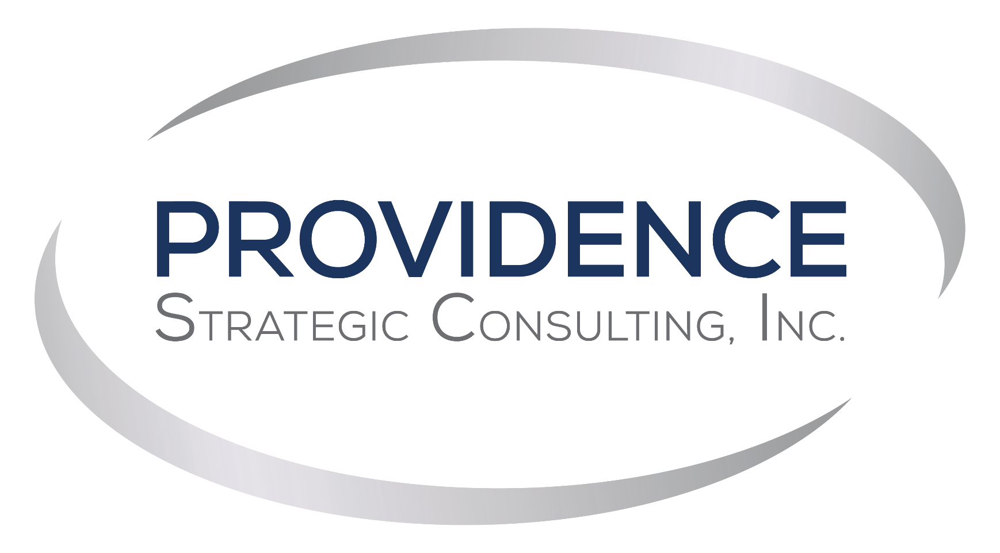 PROVIDENCE
STRATEGIC CONSULTING, INC.